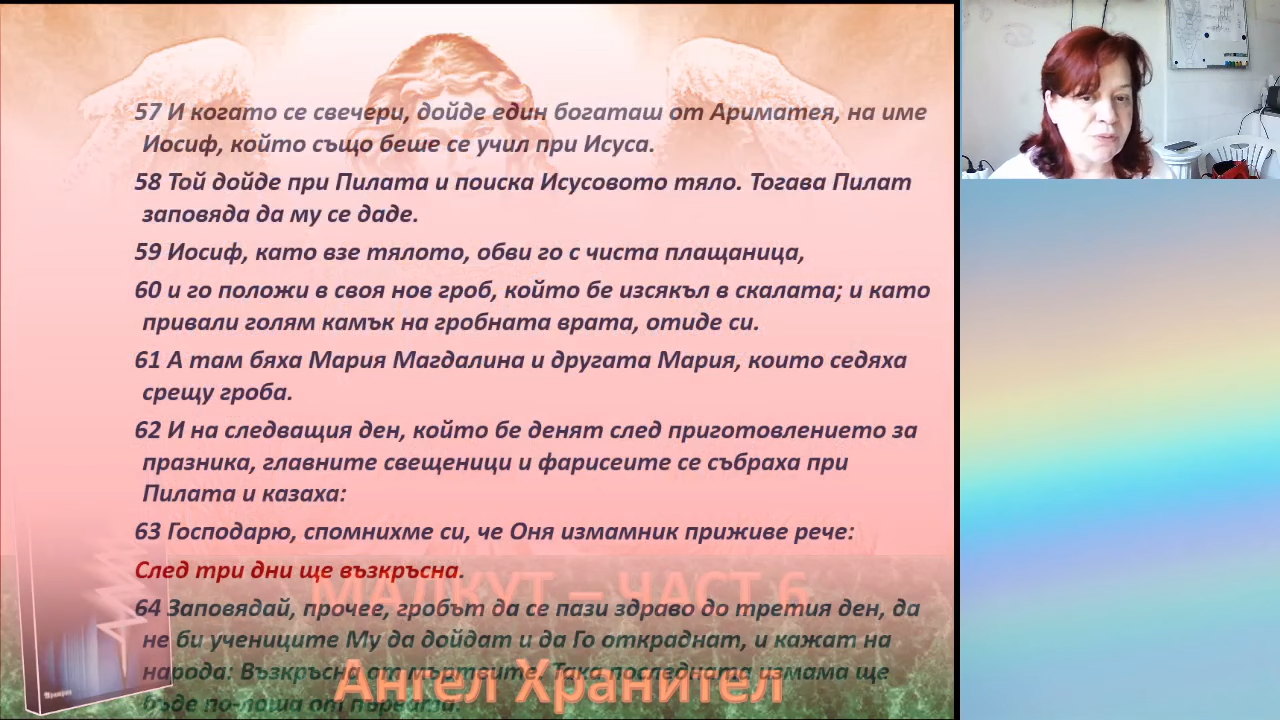 57 И когато се свечери, дойде един богаташ от Ариматея, на име
Иосиф, който също беше се учил при Исуса.
58 Той дойде при Пилата и поиска Исусовото тяло. Тогава Пилат
заповяда да му се даде.
59 Иосиф, като взе тялото, обви го с чиста плащаница,
60 и го положи в своя нов гроб, който бе изсякъл в скалата; и като
привали голям камък на гробната врата, отиде си.
61 А там бяха Мария Магдалина и другата Мария, които седяха
срещу гроба.
62 И на следващия ден, който бе денят след приготовлението за
празника, главните свещеници и фарисеите се събраха при
Пилата и казаха:
63 Господарю, спомнихме си, че Оня измамник приживе рече:
След три дни ще възкръсна.
МАЛКУТ – ЧАСТ 6
64 Заповядай, прочее, гробът да се пази здраво до третия ден, да
не би учениците Му да дойдат и да Го откраднат, и кажат на
народа: Възкръсна от мъртвите. Така последната измама ще
бъде по-лоша от първата.
Ангел Хранител